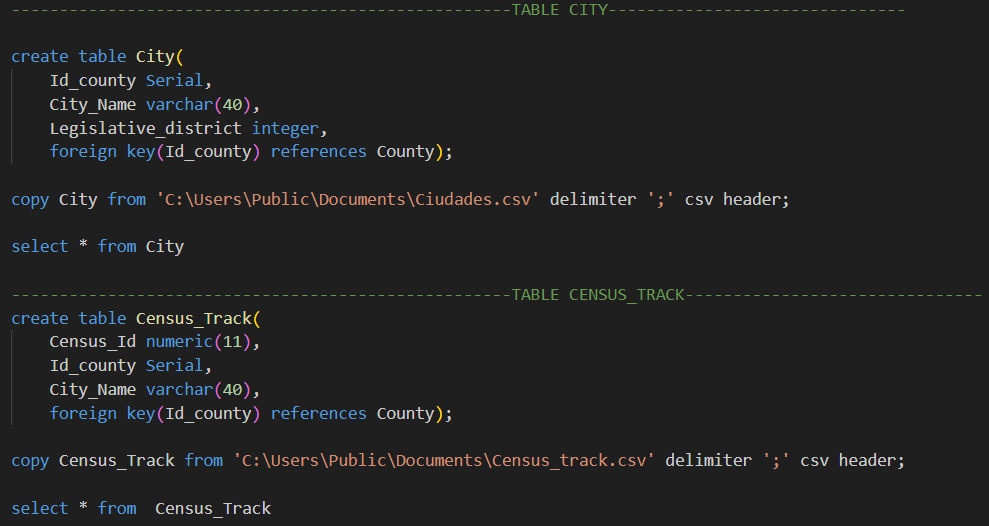 ----------------------------------------------------TABLE CITY-------------------------------
create table City(
    Id_county Serial,
    City_Name varchar(40),
    Legislative_district integer,
    foreign key(Id_county) references County);
copy City from 'C:\Users\Public\Documents\Ciudades.csv' delimiter ';' csv header;
select * from City
----------------------------------------------------TABLE CENSUS_TRACK-------------------------------
create table Census_Track(
    Census_Id numeric(11),
    Id_county Serial,
    City_Name varchar(40),
    foreign key(Id_county) references County);
copy Census_Track from 'C:\Users\Public\Documents\Census_track.csv' delimiter ';' csv header;
select * from  Census_Track